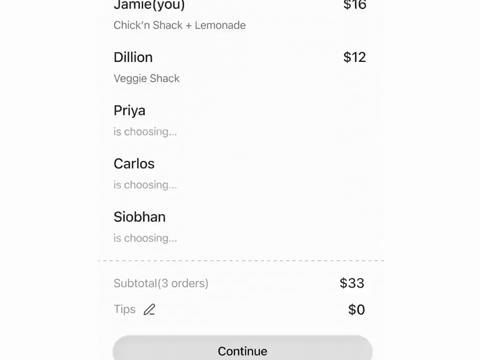 Jamie(you) $16
Chick'n Shack + Lemonade
Dillion $12
Veggie Shack
Priya
is choosing...
Carlos
is choosing...
Siobhan
is choosing...
Subtotal(3 orders) $33
Tips $0
Continue